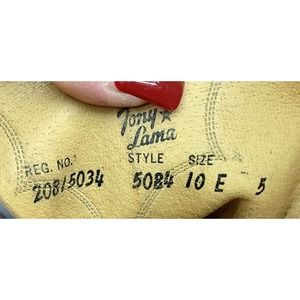 Tony
Lama
REG. NO. STYLE SIZE
208/5034 5084 10 E 5